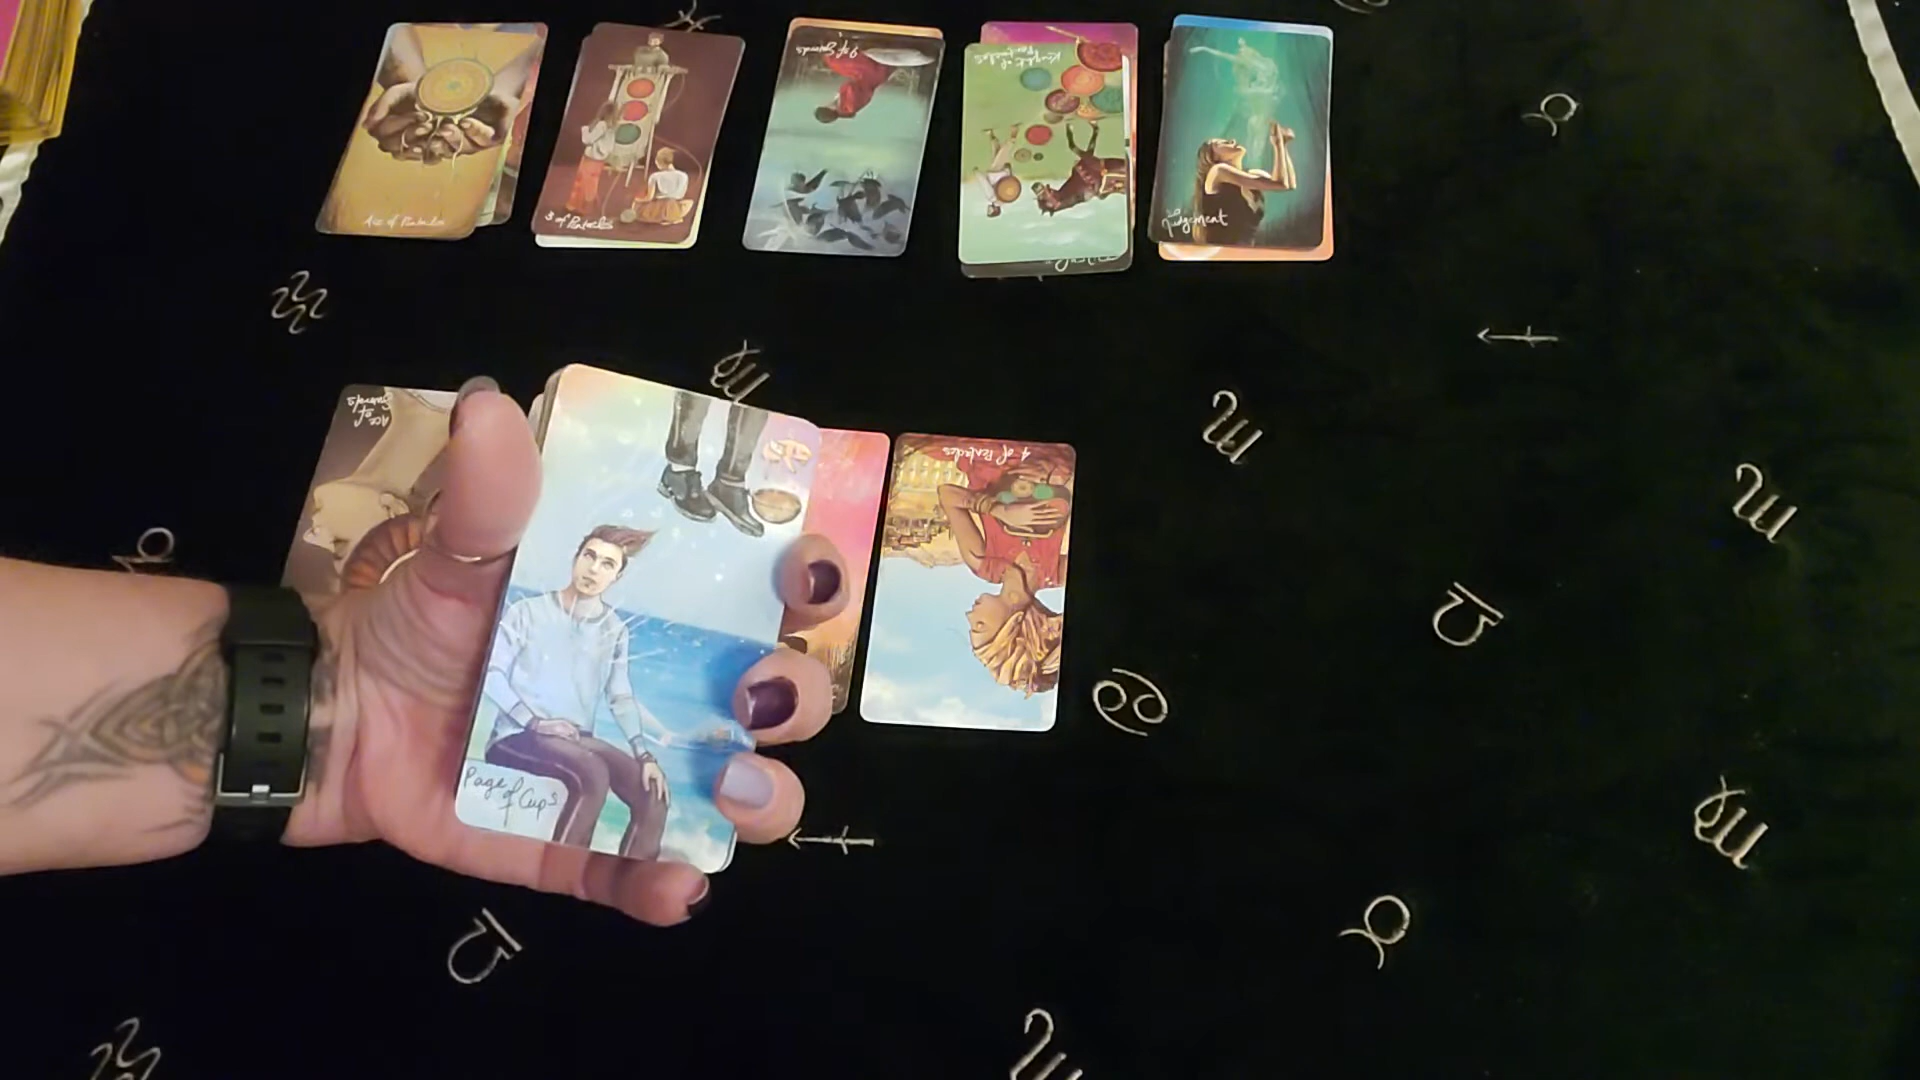 Ace of Pentacles
3 of Pentacles
9 of Swords
Knight of
Pentacles
20
Judgement
Ace
of
Swords
4 of Pentacles
Page
of
Cups